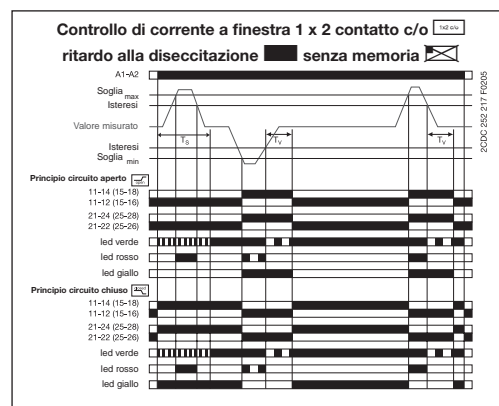 Controllo di corrente a finestra 1 x 2 contatto c/o 1x2 c/o
ritardo alla diseccitazione senza memoria
A1-A2
Soglia max
Isteresi
Valore misurato
TS
TV
TV
Isteresi
Soglia min
Principio circuito aperto open
11-14 (15-18)
11-12 (15-16)
21-24 (25-28)
21-22 (25-26)
led verde
led rosso
led giallo
Principio circuito chiuso closed
11-14 (15-18)
11-12 (15-16)
21-24 (25-28)
21-22 (25-26)
led verde
led rosso
led giallo
2CDC 252 217 F0205